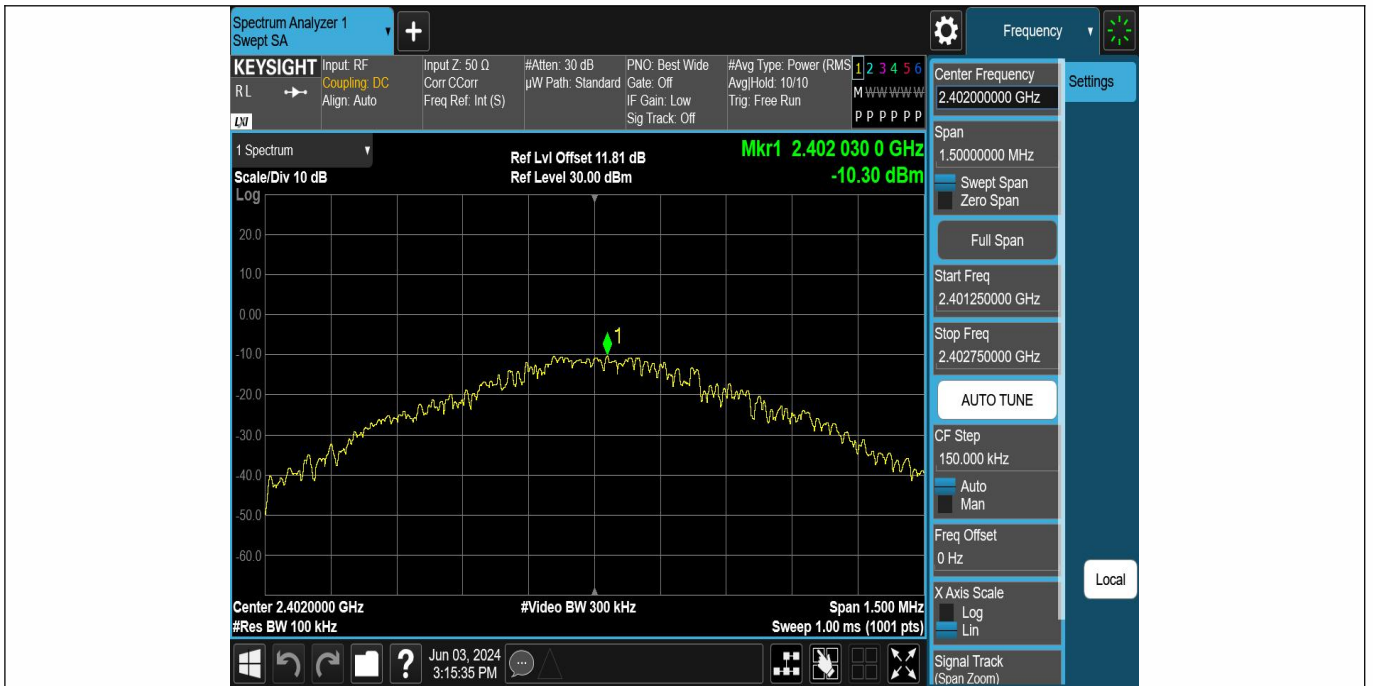 Spectrum Analyzer 1
Swept SA
+
Frequency
KEYSIGHT
RL
LXI
Input: RF
Coupling: DC
Align: Auto
Input Z: 50 Ω
Corr CCorr
Freq Ref: Int (S)
#Atten: 30 dB
µW Path: Standard
PNO: Best Wide
Gate: Off
IF Gain: Low
Sig Track: Off
#Avg Type: Power (RMS
Avg|Hold: 10/10
Trig: Free Run
1 2 3 4 5 6
M W W W W W
P P P P P P
1 Spectrum
Scale/Div 10 dB
Log
Ref Lvl Offset 11.81 dB
Ref Level 30.00 dBm
Mkr1 2.402 030 0 GHz
-10.30 dBm
20.0
10.0
0.00
-10.0
-20.0
-30.0
-40.0
-50.0
-60.0
1
Center 2.4020000 GHz
#Res BW 100 kHz
#Video BW 300 kHz
Span 1.500 MHz
Sweep 1.00 ms (1001 pts)
?
Jun 03, 2024
3:15:35 PM
Center Frequency
2.402000000 GHz
Span
1.50000000 MHz
Swept Span
Zero Span
Full Span
Start Freq
2.401250000 GHz
Stop Freq
2.402750000 GHz
AUTO TUNE
CF Step
150.000 kHz
Auto
Man
Freq Offset
0 Hz
X Axis Scale
Log
Lin
Signal Track
(Span Zoom)
Settings
Local